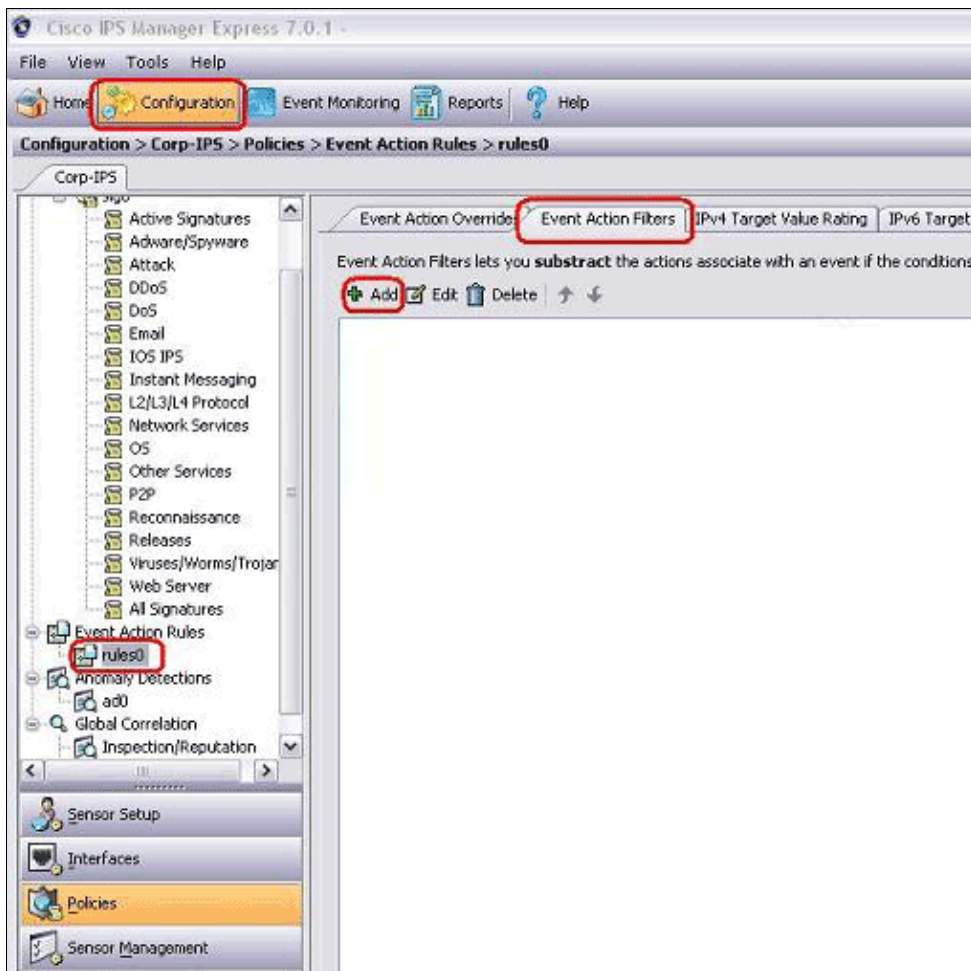 Cisco IPS Manager Express 7.0.1 -
File View Tools Help
Home Configuration Event Monitoring Reports Help
Configuration > Corp-IPS > Policies > Event Action Rules > rules0
Corp-IPS
Active Signatures
Adware/Spyware
Attack
DDoS
DoS
Email
IOS IPS
Instant Messaging
L2/L3/L4 Protocol
Network Services
OS
Other Services
P2P
Reconnaissance
Releases
Viruses/Worms/Trojar
Web Server
All Signatures
Event Action Rules
rules0
Anomaly Detections
ad0
Global Correlation
Inspection/Reputation
Sensor Setup
Interfaces
Policies
Sensor Management
Event Action Override Event Action Filters IPv4 Target Value Rating IPv6 Target
Event Action Filters lets you substract the actions associate with an event if the conditions
Add Edit Delete